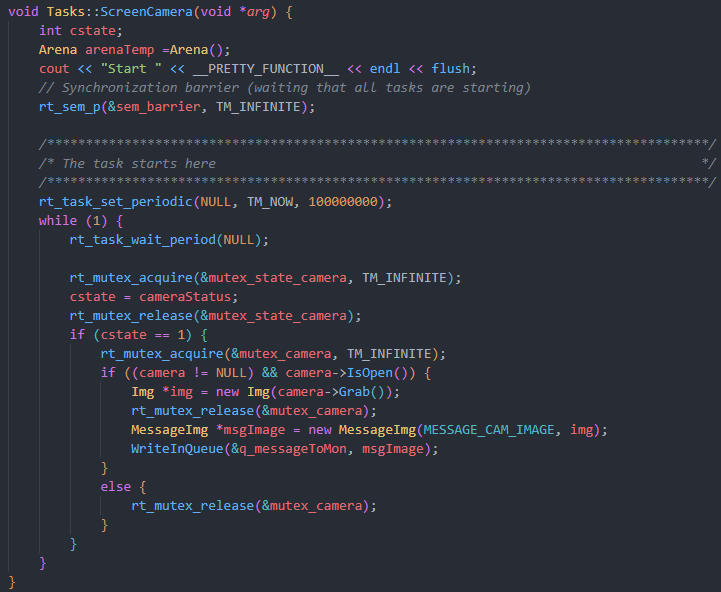 void Tasks::ScreenCamera(void *arg) {
    int cstate;
    Arena arenaTemp =Arena();
    cout << "Start " << __PRETTY_FUNCTION__ << endl << flush;
    // Synchronization barrier (waiting that all tasks are starting)
    rt_sem_p(&sem_barrier, TM_INFINITE);

    /**************************************************************************************/
    /* The task starts here                                                               */
    /**************************************************************************************/
    rt_task_set_periodic(NULL, TM_NOW, 100000000);
    while (1) {
        rt_task_wait_period(NULL);

        rt_mutex_acquire(&mutex_state_camera, TM_INFINITE);
        cstate = cameraStatus;
        rt_mutex_release(&mutex_state_camera);
        if (cstate == 1) {
            rt_mutex_acquire(&mutex_camera, TM_INFINITE);
            if ((camera != NULL) && camera->IsOpen()) {
                Img *img = new Img(camera->Grab());
                rt_mutex_release(&mutex_camera);
                MessageImg *msgImage = new MessageImg(MESSAGE_CAM_IMAGE, img);
                WriteInQueue(&q_messageToMon, msgImage);
            }
            else {
                rt_mutex_release(&mutex_camera);
            }
        }
    }
}